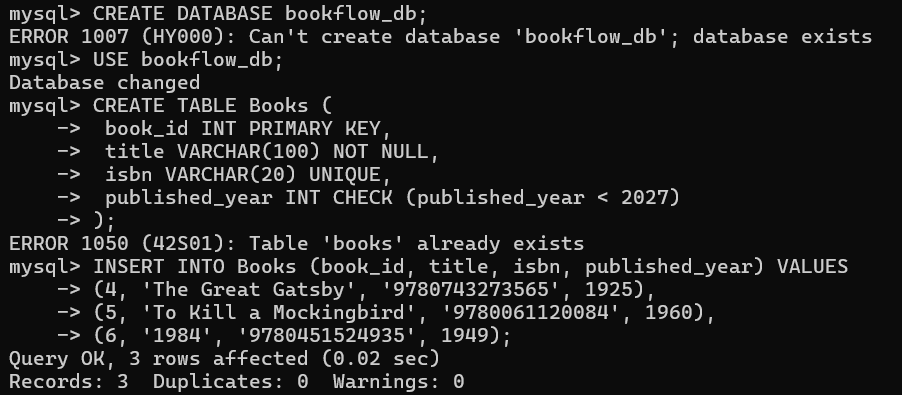 mysql> CREATE DATABASE bookflow_db;
ERROR 1007 (HY000): Can't create database 'bookflow_db'; database exists
mysql> USE bookflow_db;
Database changed
mysql> CREATE TABLE Books (
    ->  book_id INT PRIMARY KEY,
    ->  title VARCHAR(100) NOT NULL,
    ->  isbn VARCHAR(20) UNIQUE,
    ->  published_year INT CHECK (published_year < 2027)
    -> );
ERROR 1050 (42S01): Table 'books' already exists
mysql> INSERT INTO Books (book_id, title, isbn, published_year) VALUES
    -> (4, 'The Great Gatsby', '9780743273565', 1925),
    -> (5, 'To Kill a Mockingbird', '9780061120084', 1960),
    -> (6, '1984', '9780451524935', 1949);
Query OK, 3 rows affected (0.02 sec)
Records: 3  Duplicates: 0  Warnings: 0